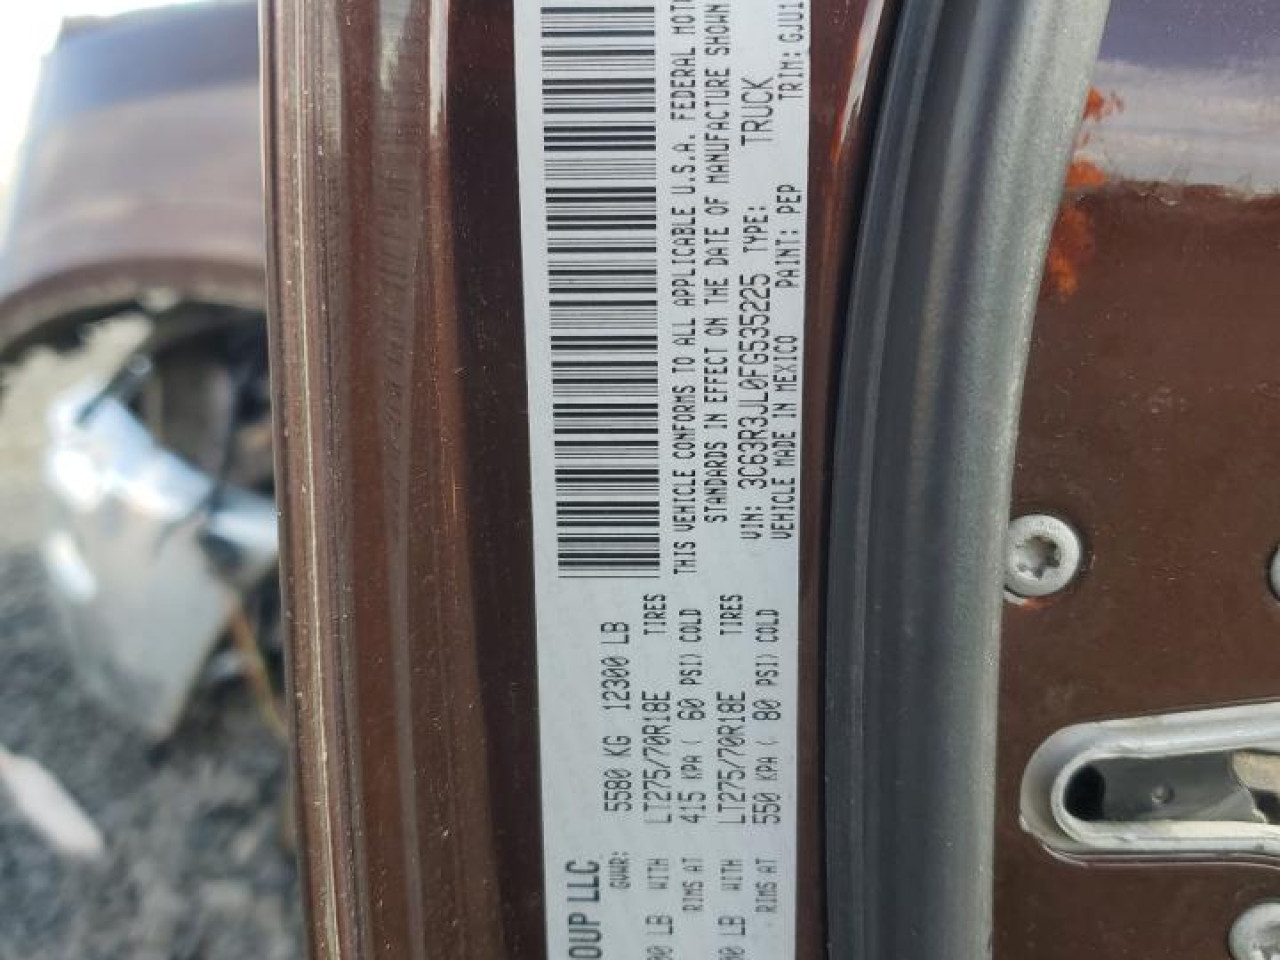 OUP LLC
GVWR: 5580 KG 12300 LB
00 LB WITH LT275/70R18E TIRES
RIMS AT 415 KPA ( 60 PSI) COLD
00 LB WITH LT275/70R18E TIRES
RIMS AT 550 KPA ( 80 PSI) COLD
THIS VEHICLE CONFORMS TO ALL APPLICABLE U.S.A. FEDERAL MOT
STANDARDS IN EFFECT ON THE DATE OF MANUFACTURE SHOWN
VIN: 3C63R3JL0FG535225 TYPE: TRUCK
VEHICLE MADE IN MEXICO PAINT: PEP TRIM: GJU1